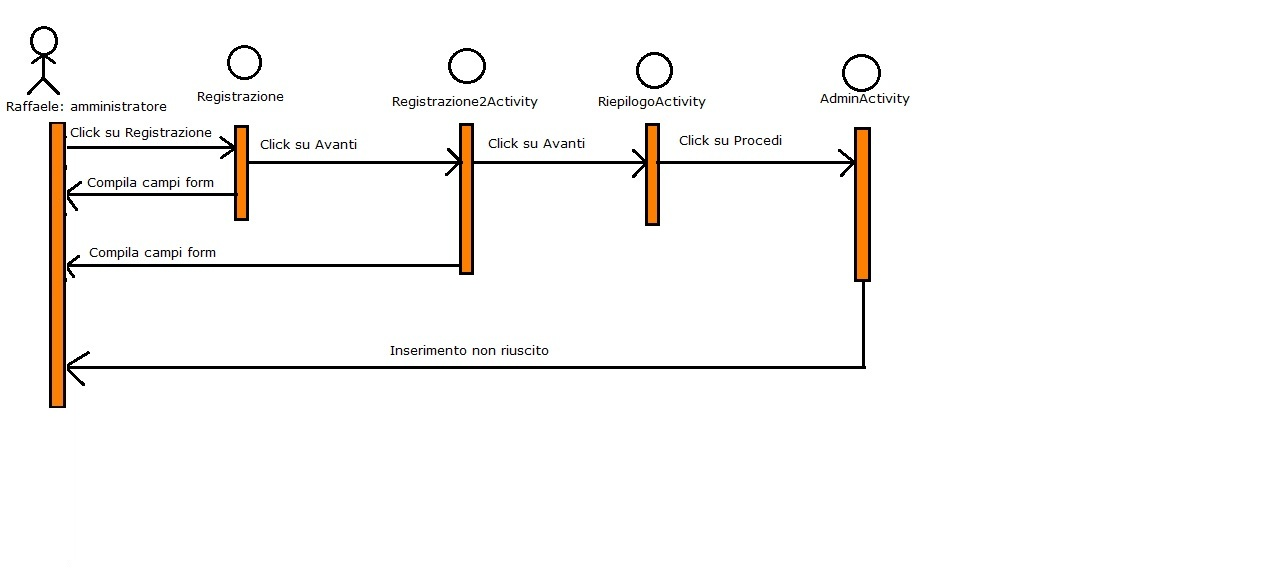 Raffaele: amministratore
Registrazione
Registrazione2Activity
RiepilogoActivity
AdminActivity
Click su Registrazione
Click su Avanti
Click su Avanti
Click su Procedi
Compila campi form
Compila campi form
Inserimento non riuscito